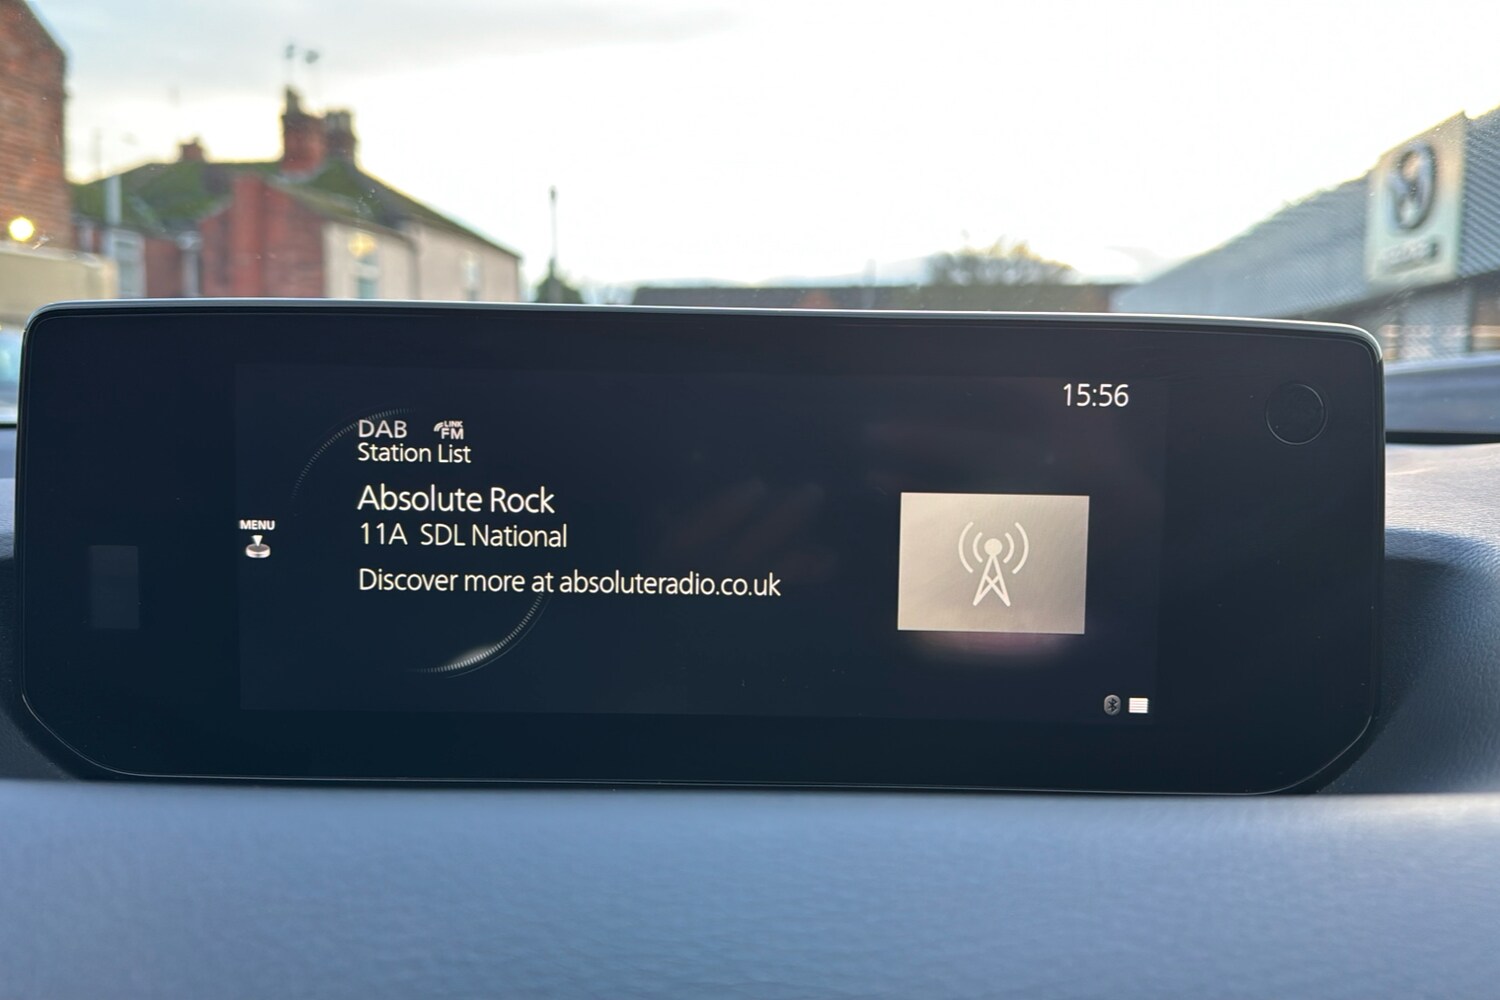 15:56
DAB LINK FM
Station List
Absolute Rock
11A SDL National
Discover more at absoluteradio.co.uk
MENU